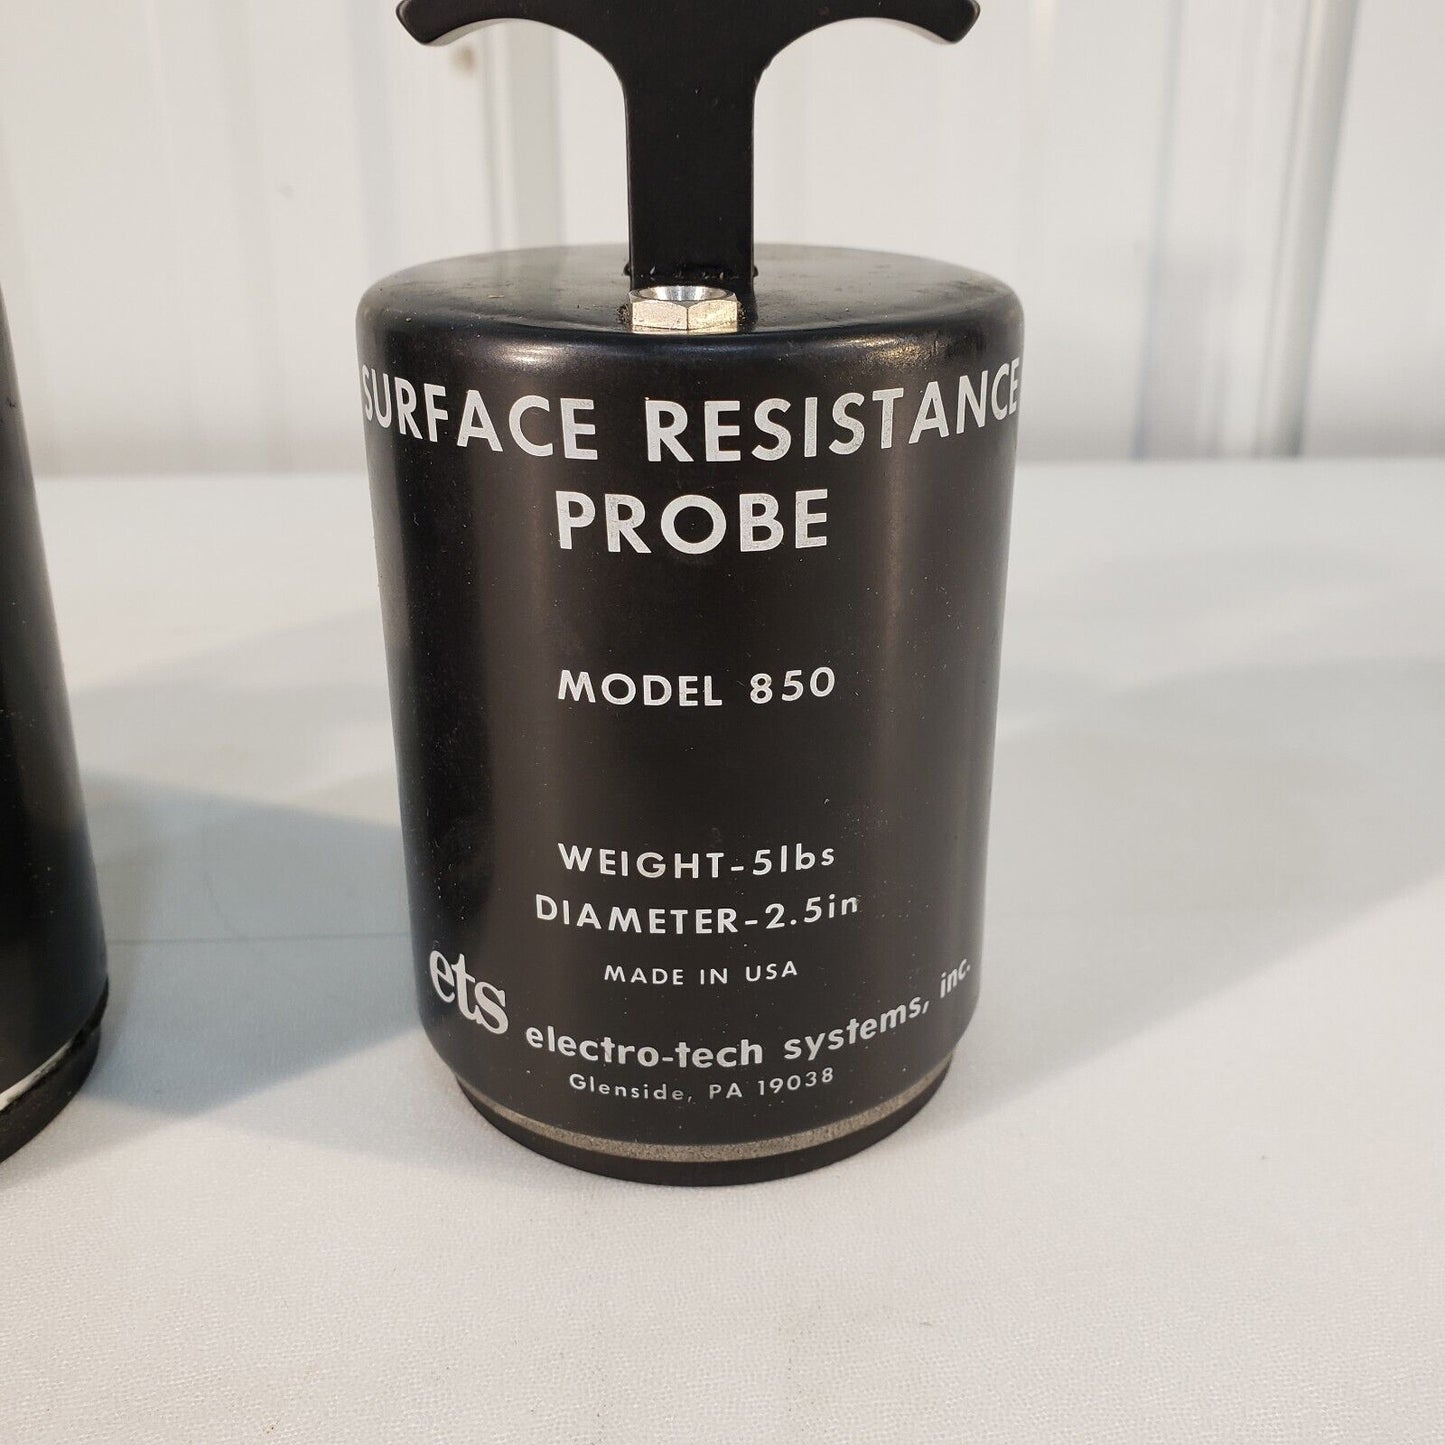 SURFACE RESISTANCE
PROBE
MODEL 850
WEIGHT-5lbs
DIAMETER-2.5in
MADE IN USA
ets electro-tech systems, inc.
Glenside, PA 19038